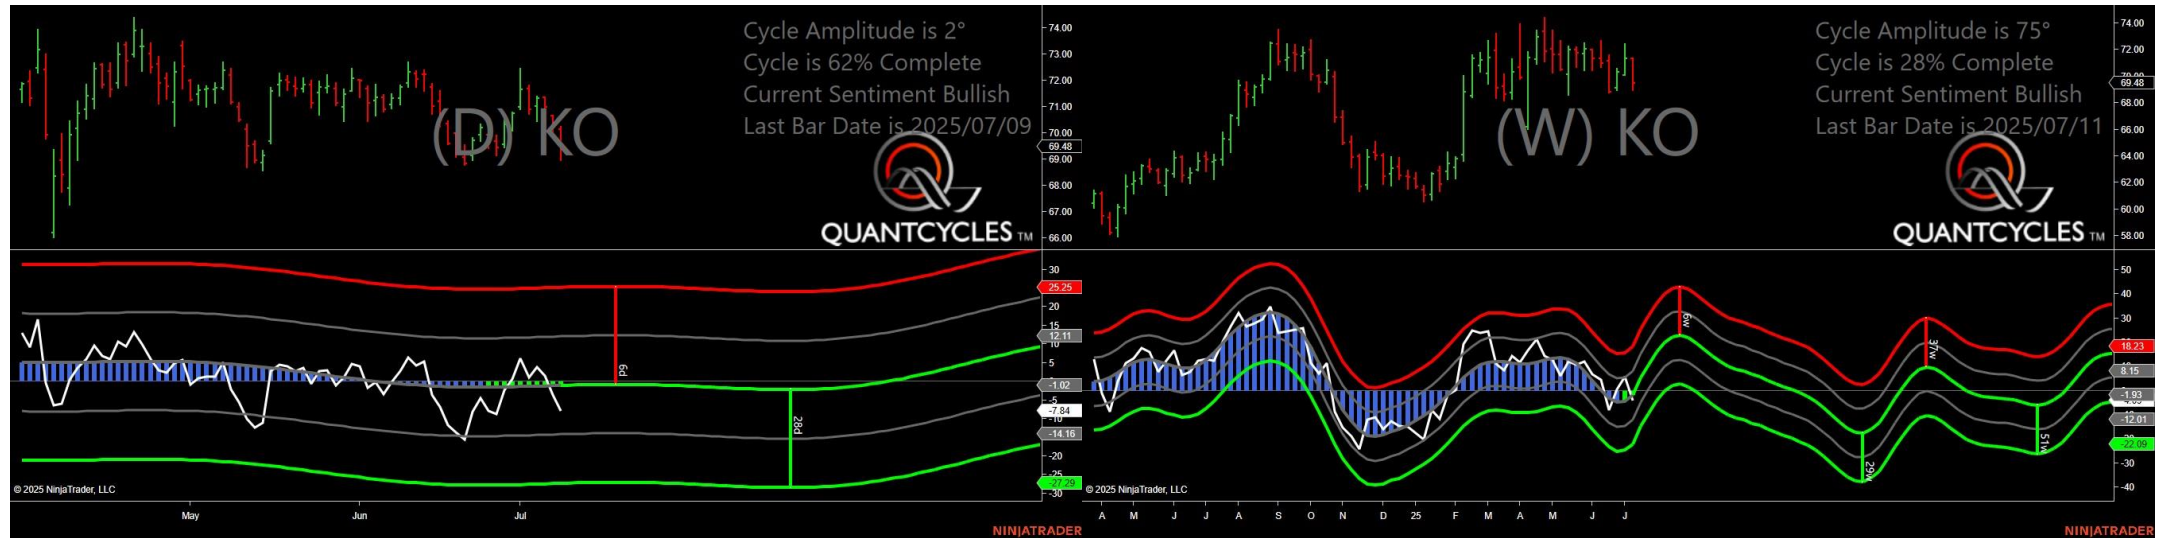 Cycle Amplitude is 2°
Cycle is 62% Complete
Current Sentiment Bullish
Last Bar Date is 2025/07/09
(D) KO
QUANTCYCLES TM
74.00
73.00
72.00
71.00
70.00
69.48
69.00
68.00
67.00
66.00
30
25.25
20
15
12.11
10
5
-1.02
-5
-7.84
-10
-14.16
-20
-25
-27.29
-30
6d
28d
© 2025 NinjaTrader, LLC
May Jun Jul
NINJATRADER
Cycle Amplitude is 75°
Cycle is 28% Complete
Current Sentiment Bullish
Last Bar Date is 2025/07/11
(W) KO
QUANTCYCLES TM
74.00
72.00
70.00
69.48
68.00
66.00
64.00
62.00
60.00
58.00
50
40
30
18.23
8.15
-1.93
-12.01
-22.09
-30
-40
6w
29w
37w
51w
© 2025 NinjaTrader, LLC
A M J J A S O N D 25 F M A M J J
NINJATRADER